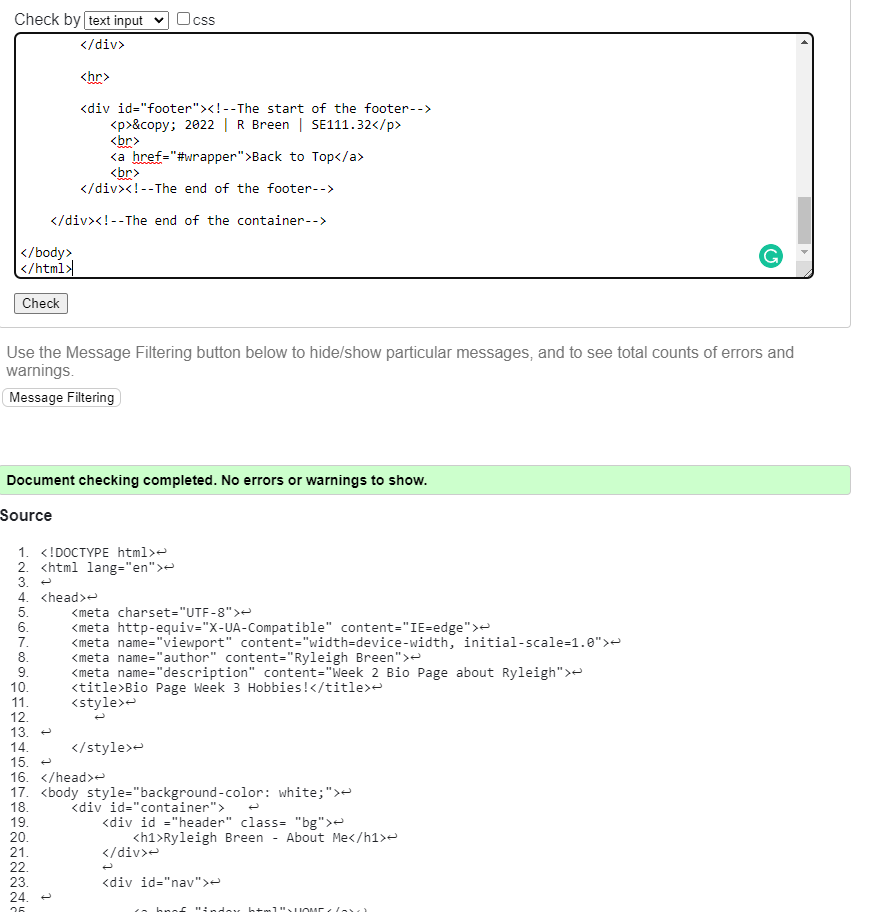 Check by text input css
</div>
<hr>
<div id="footer"><!--The start of the footer-->
<p>&copy; 2022 | R Breen | SE111.32</p>
<br>
<a href="#wrapper">Back to Top</a>
<br>
</div><!--The end of the footer-->
</div><!--The end of the container-->
</body>
</html>
Check
Use the Message Filtering button below to hide/show particular messages, and to see total counts of errors and
warnings.
Message Filtering
Document checking completed. No errors or warnings to show.
Source
1. <!DOCTYPE html>↩
2. <html lang="en">↩
3. ↩
4. <head>↩
5. <meta charset="UTF-8">↩
6. <meta http-equiv="X-UA-Compatible" content="IE=edge">↩
7. <meta name="viewport" content="width=device-width, initial-scale=1.0">↩
8. <meta name="author" content="Ryleigh Breen">↩
9. <meta name="description" content="Week 2 Bio Page about Ryleigh">↩
10. <title>Bio Page Week 3 Hobbies!</title>↩
11. <style>↩
12. ↩
13. ↩
14. </style>↩
15. ↩
16. </head>↩
17. <body style="background-color: white;">↩
18. <div id="container"> ↩
19. <div id ="header" class= "bg">↩
20. <h1>Ryleigh Breen - About Me</h1>↩
21. </div>↩
22. ↩
23. <div id="nav">↩
24. ↩
25. <a href="index.html">HOME</a>